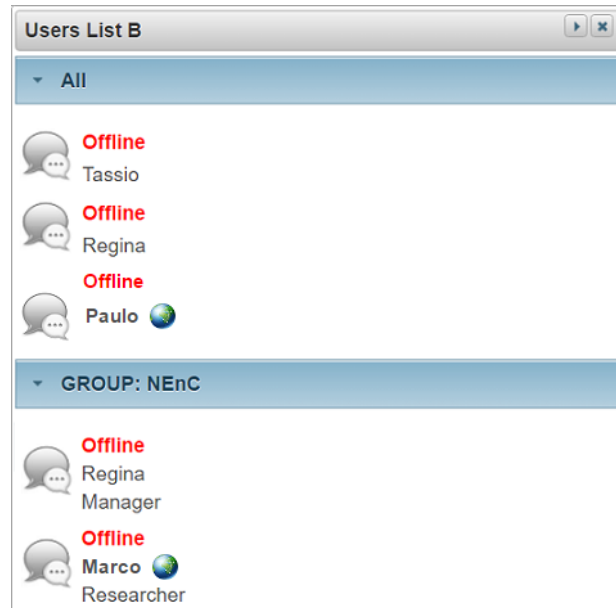 Users List B
All
Offline
Tassio
Offline
Regina
Offline
Paulo
GROUP: NEnC
Offline
Regina
Manager
Offline
Marco
Researcher